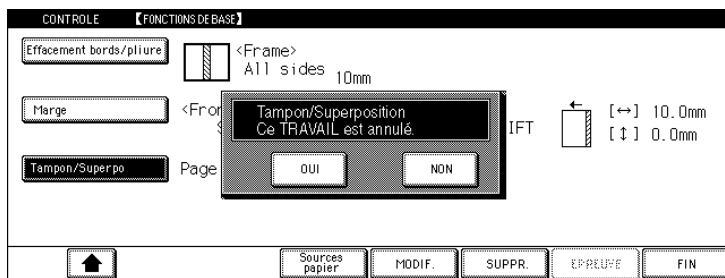 CONTROLE 【FONCTIONS DE BASE】
Effacement bords/pliure
<Frame>
All sides 10mm
Marge
<Fron
S
Tampon/Superposition
Ce TRAVAIL est annulé.
OUI NON
IFT
[↔] 10.0mm
[↕] 0.0mm
Tampon/Superpo
Page
Sources papier MODIF. SUPPR. EPREUVE FIN